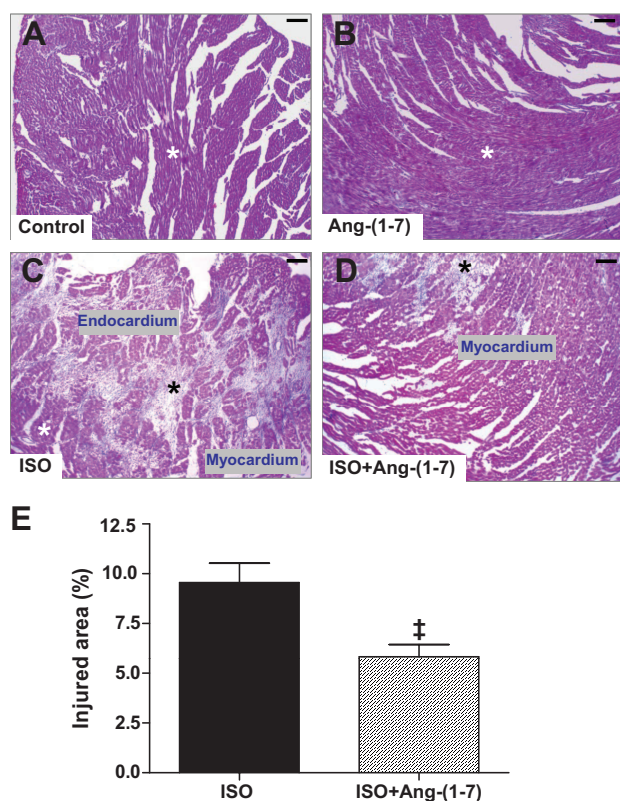 A
*
Control
B
*
Ang-(1-7)
C
Endocardium
*
*
ISO
Myocardium
D
*
Myocardium
ISO+Ang-(1-7)
E
Injured area (%)
12.5
10.0
7.5
5.0
2.5
0.0
‡
ISO
ISO+Ang-(1-7)